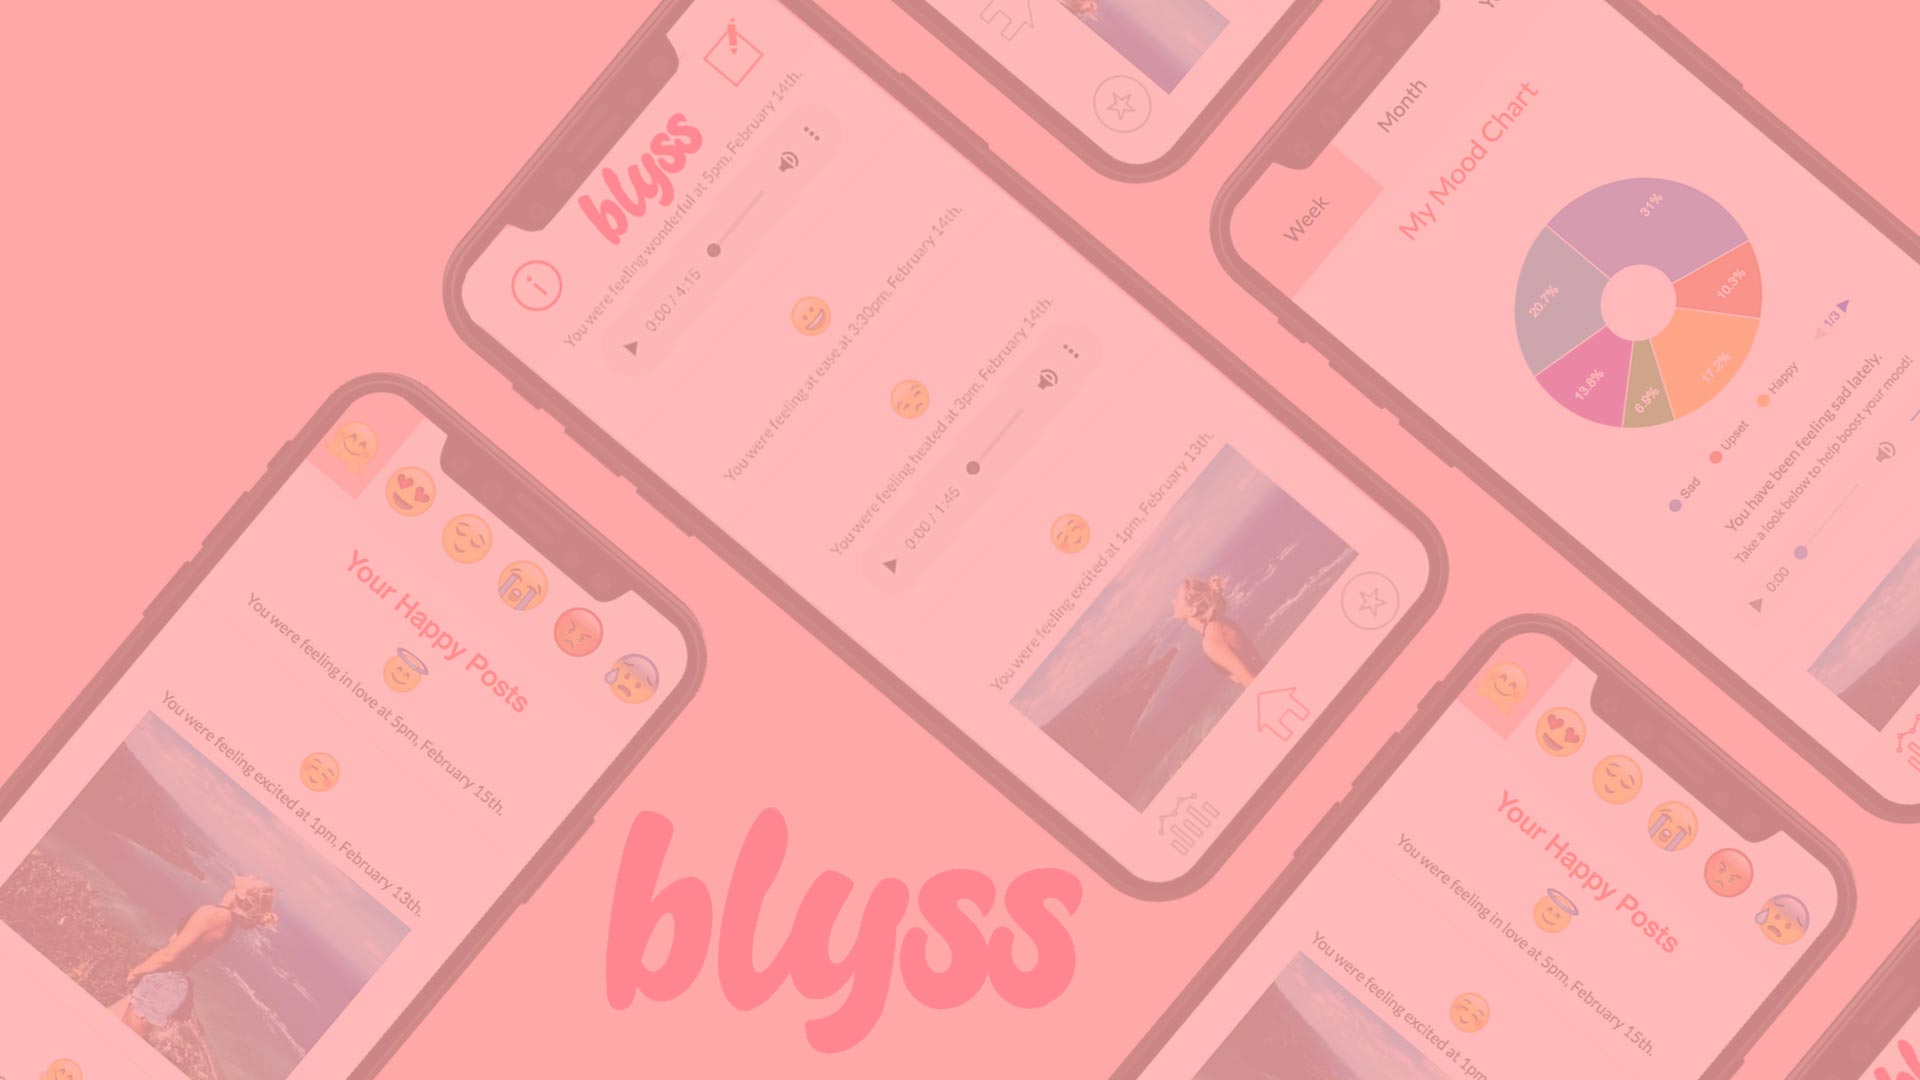 blyss
You were feeling wonderful at 5pm, February 14th.
0:00 / 4:15
You were feeling at ease at 3:30pm, February 14th.
You were feeling heated at 3pm, February 14th.
0:00 / 1:45
You were feeling excited at 1pm, February 13th.
Week
Month
My Mood Chart
31%
10.3%
17.2%
6.9%
13.8%
20.7%
Sad
Upset
Happy
1/3
You have been feeling sad lately.
Take a look below to help boost your mood!
0:00
Your Happy Posts
You were feeling in love at 5pm, February 15th.
You were feeling excited at 1pm, February 13th.
blyss
Your Happy Posts
You were feeling in love at 5pm, February 15th.
You were feeling excited at 1pm